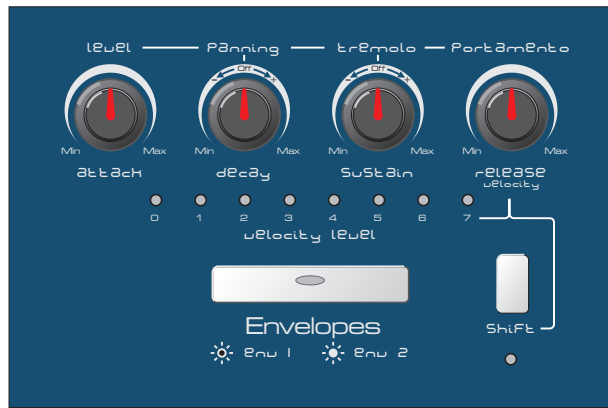 level Panning tremolo Portamento
- Off + - Off +
Min Max Min Max Min Max Min Max
attack decay Sustain release
velocity
0 1 2 3 4 5 6 7
velocity level
Envelopes
Shift
env 1 env 2